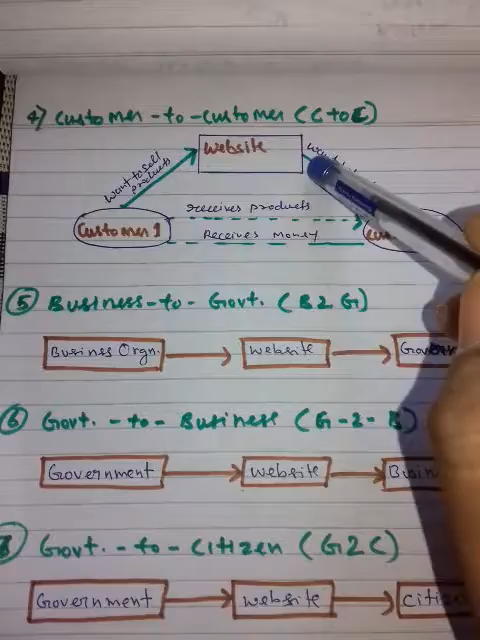 4) Customer-to-customer (C to C)
Website
Want to sell
products
receives products
Customer 1
Receives Money
5 Business-to-Govt. (B2G)
Business Orgn.
Website
6 Govt.-to-Business (G-2-B)
Government
Website
Govt.-to-Citizen (G2C)
Government
Website